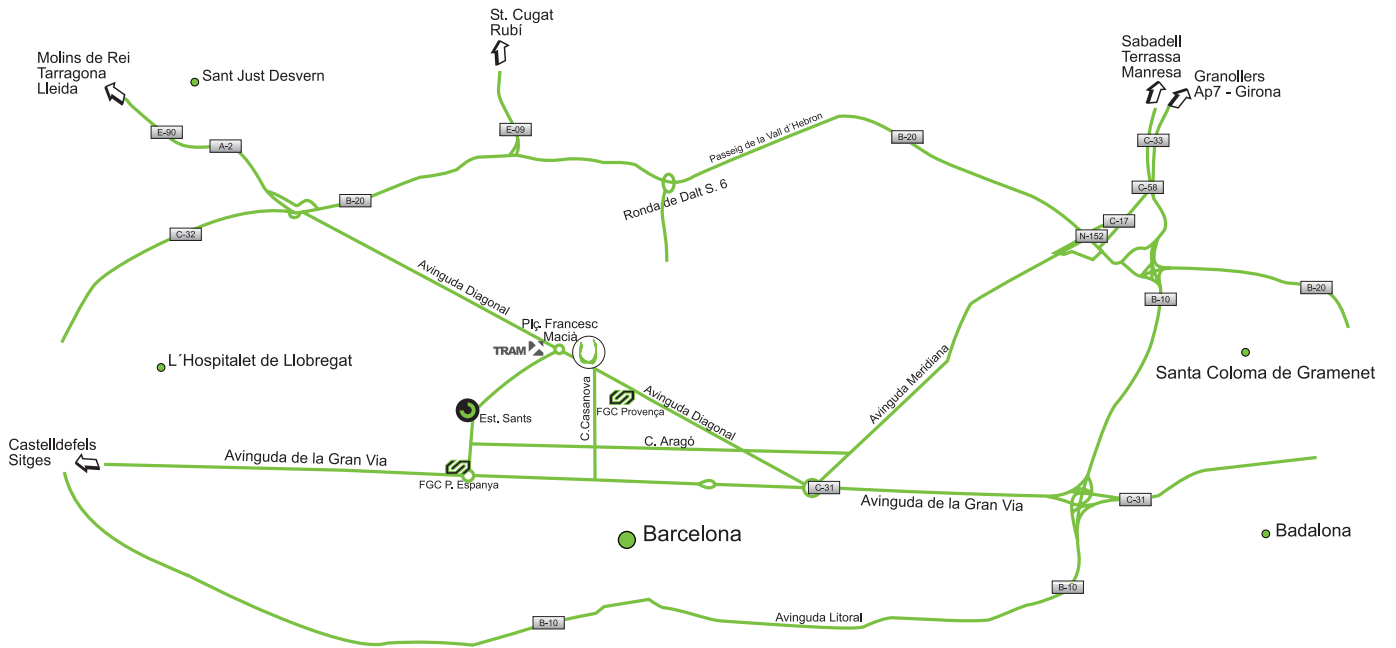 St. Cugat
Rubí
Sabadell
Terrassa
Manresa
Granollers
Ap7 - Girona
Molins de Rei
Tarragona
Lleida
Sant Just Desvern
E-90
A-2
E-09
B-20
C-32
Passeig de la Vall d´Hebron
Ronda de Dalt S. 6
B-20
C-33
C-58
C-17
N-152
B-10
B-20
Avinguda Diagonal
Plç. Francesc
Macià
TRAM
L´Hospitalet de Llobregat
Est. Sants
C.Casanova
FGC Provença
Avinguda Diagonal
Avinguda Meridiana
Santa Coloma de Gramenet
C. Aragó
Castelldefels
Sitges
Avinguda de la Gran Via
FGC P. Espanya
C-31
Avinguda de la Gran Via
C-31
Barcelona
Badalona
B-10
Avinguda Litoral
B-10